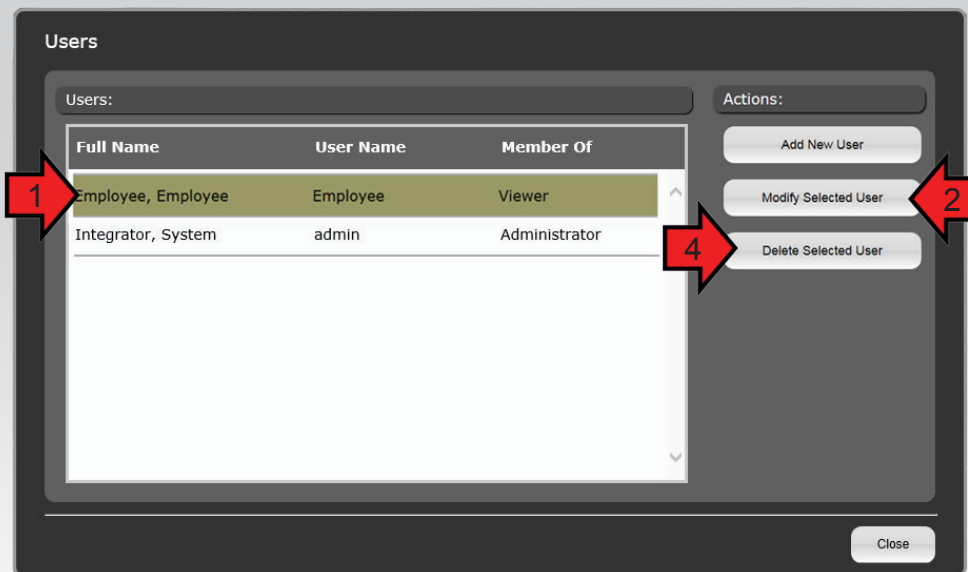 Users
Users:
Actions:
Full Name User Name Member Of
Add New User
1
Employee, Employee Employee Viewer
Modify Selected User
2
Integrator, System admin Administrator
4
Delete Selected User
Close